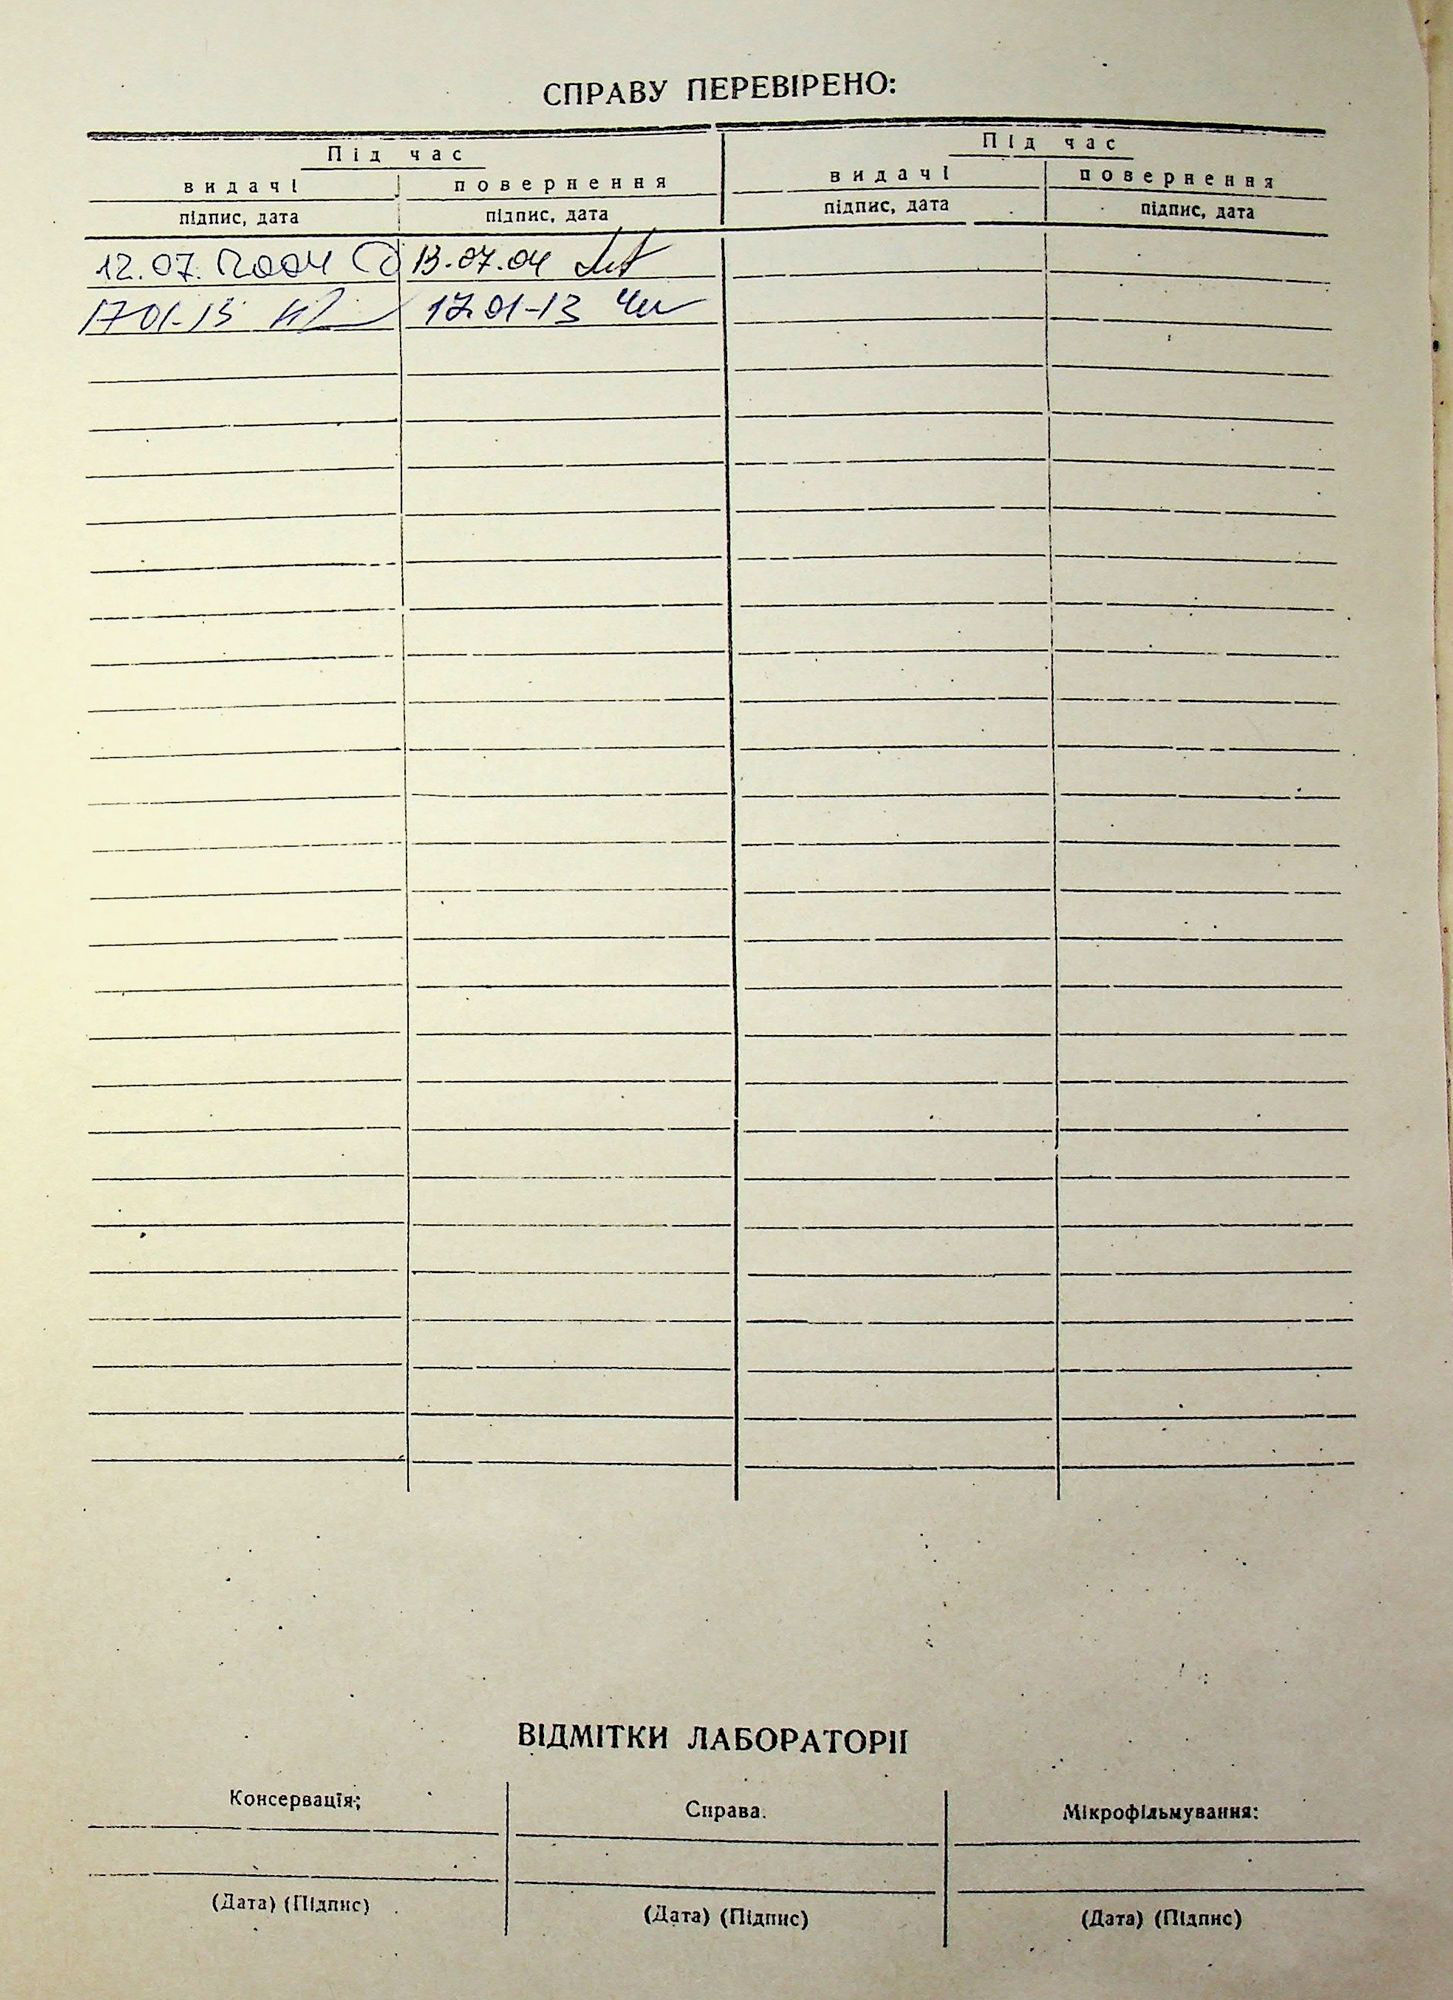 СПРАВУ ПЕРЕВІРЕНО:
Під час Під час
видачі повернення видачі повернення
підпис, дата підпис, дата підпис, дата підпис, дата
12.07.2004 13.07.04
17 01-13 17.01-13
ВІДМІТКИ ЛАБОРАТОРІЇ
Консервація: Справа. Мікрофільмування:
(Дата) (Підпис) (Дата) (Підпис) (Дата) (Підпис)